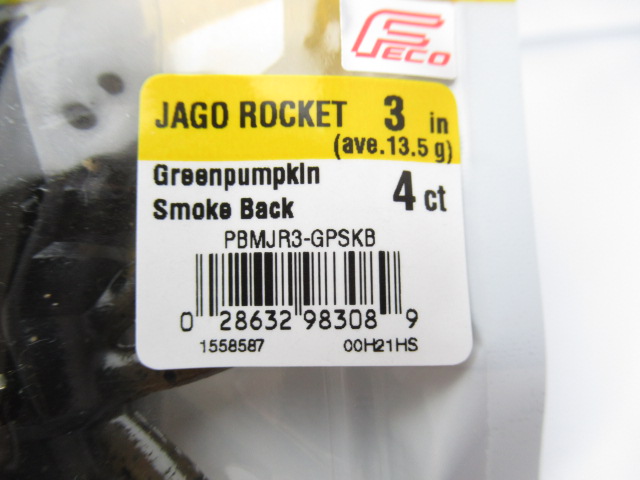 FECO
JAGO ROCKET 3 in
(ave.13.5 g)
Greenpumpkin
Smoke Back
4 ct
PBMJR3-GPSKB
0 28632 98308 9
1558587 00H21HS